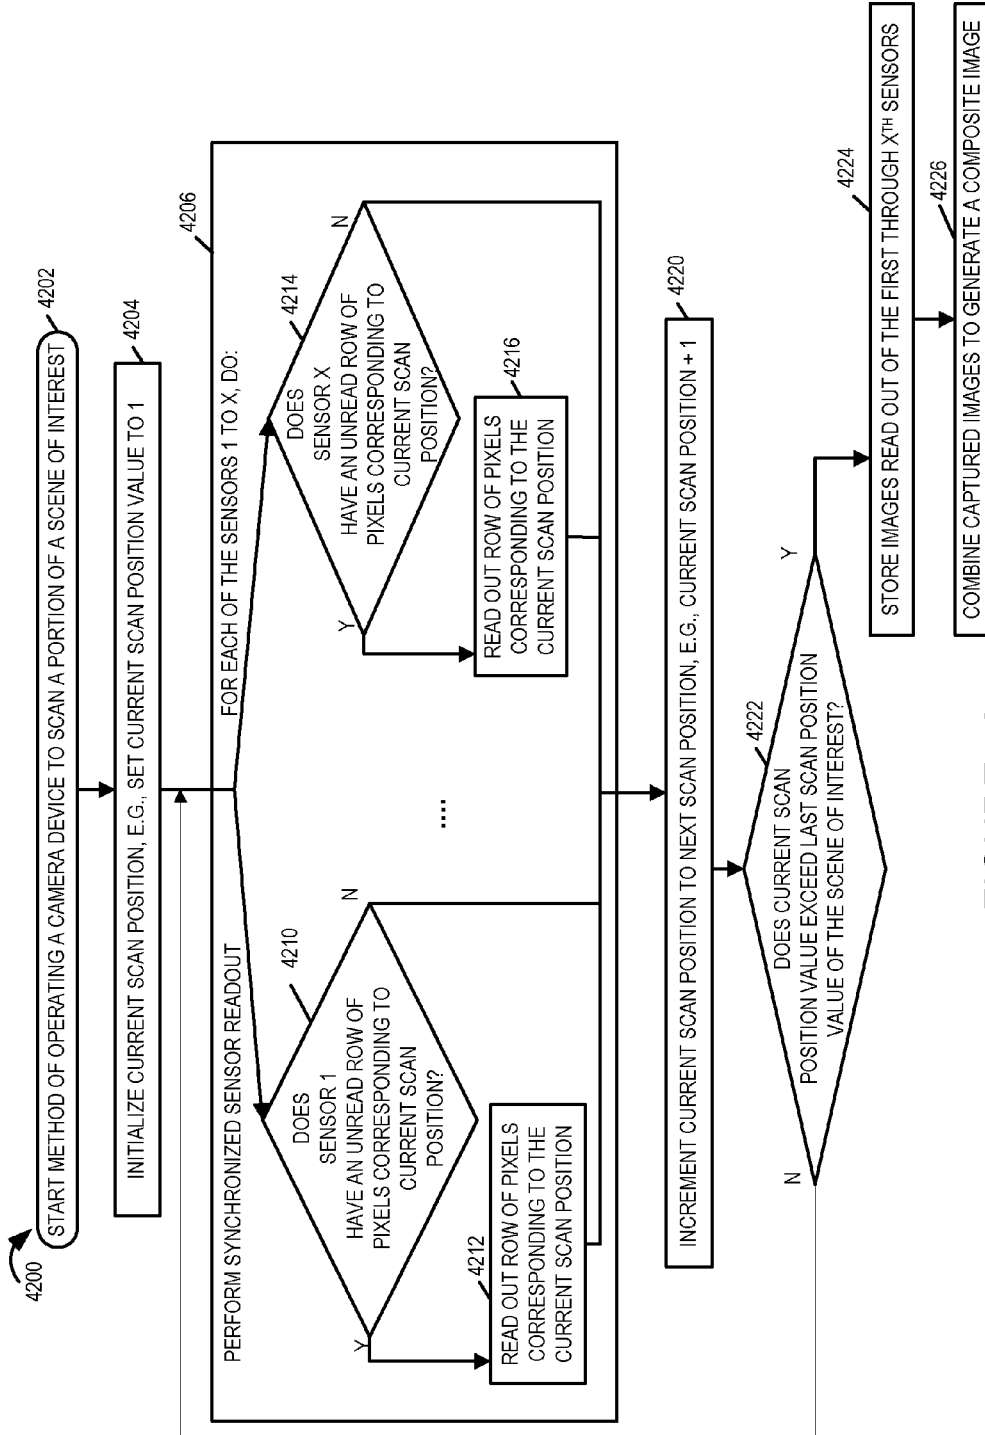 4200
START METHOD OF OPERATING A CAMERA DEVICE TO SCAN A PORTION OF A SCENE OF INTEREST
4202
INITIALIZE CURRENT SCAN POSITION, E.G., SET CURRENT SCAN POSITION VALUE TO 1
4204
4206
PERFORM SYNCHRONIZED SENSOR READOUT
FOR EACH OF THE SENSORS 1 TO X, DO:
DOES
SENSOR 1
HAVE AN UNREAD ROW OF
PIXELS CORRESPONDING TO
CURRENT SCAN
POSITION?
4210
Y
N
4212
READ OUT ROW OF PIXELS
CORRESPONDING TO THE
CURRENT SCAN POSITION
....
DOES
SENSOR X
HAVE AN UNREAD ROW OF
PIXELS CORRESPONDING TO
CURRENT SCAN
POSITION?
4214
Y
N
4216
READ OUT ROW OF PIXELS
CORRESPONDING TO THE
CURRENT SCAN POSITION
4220
INCREMENT CURRENT SCAN POSITION TO NEXT SCAN POSITION, E.G., CURRENT SCAN POSITION + 1
4222
DOES CURRENT SCAN
POSITION VALUE EXCEED LAST SCAN POSITION
VALUE OF THE SCENE OF INTEREST?
N
Y
4224
STORE IMAGES READ OUT OF THE FIRST THROUGH XTH SENSORS
4226
COMBINE CAPTURED IMAGES TO GENERATE A COMPOSITE IMAGE